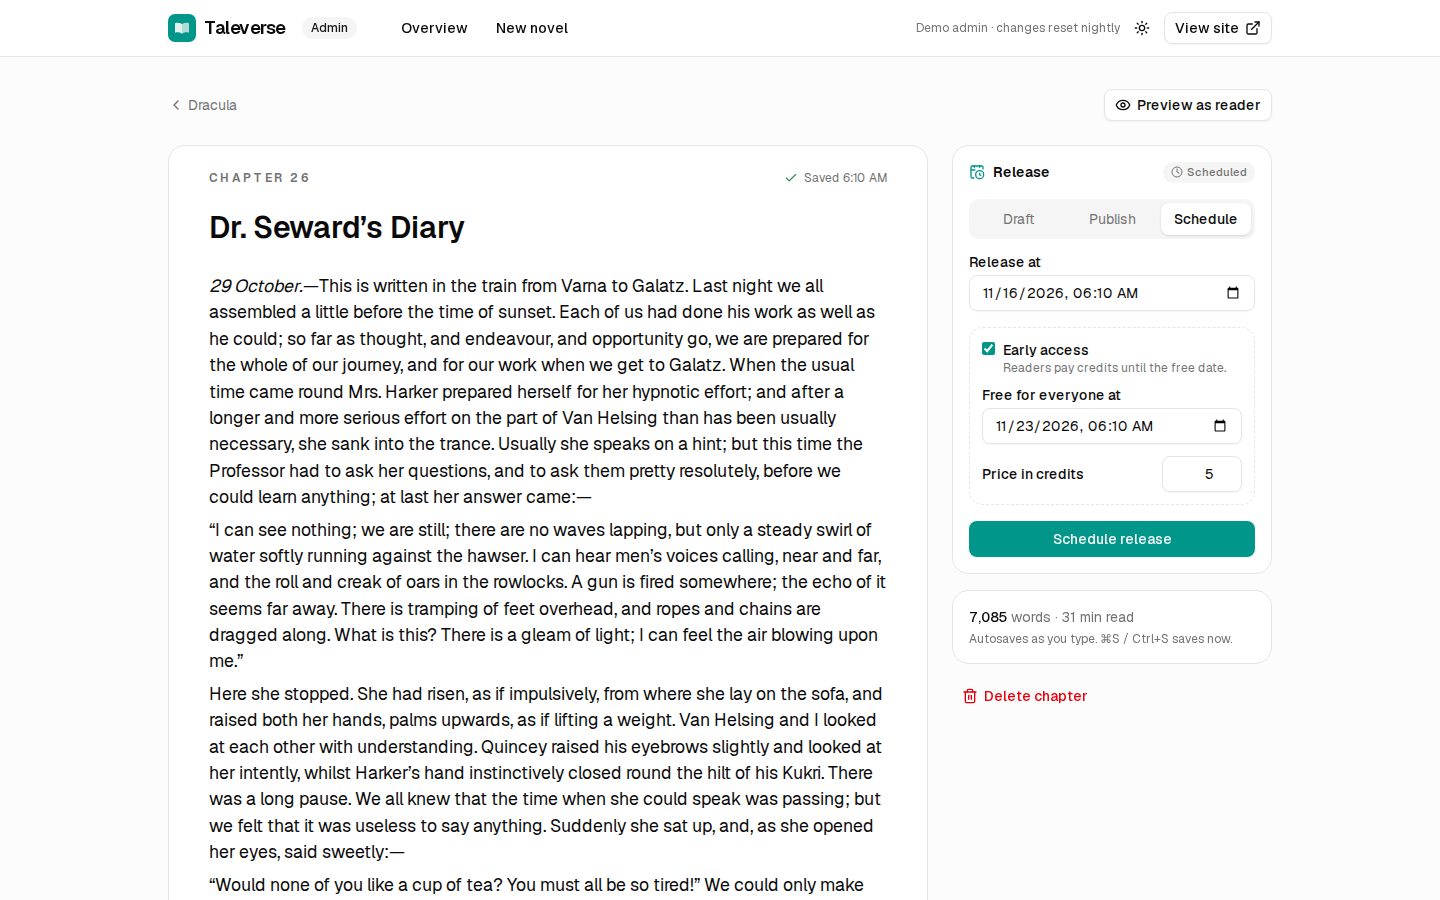 Taleverse Admin Overview New novel Demo admin · changes reset nightly View site
Dracula Preview as reader
CHAPTER 26 Saved 6:10 AM
Dr. Seward’s Diary
29 October.—This is written in the train from Varna to Galatz. Last night we all
assembled a little before the time of sunset. Each of us had done his work as well as
he could; so far as thought, and endeavour, and opportunity go, we are prepared for
the whole of our journey, and for our work when we get to Galatz. When the usual
time came round Mrs. Harker prepared herself for her hypnotic effort; and after a
longer and more serious effort on the part of Van Helsing than has been usually
necessary, she sank into the trance. Usually she speaks on a hint; but this time the
Professor had to ask her questions, and to ask them pretty resolutely, before we
could learn anything; at last her answer came:—
“I can see nothing; we are still; there are no waves lapping, but only a steady swirl of
water softly running against the hawser. I can hear men’s voices calling, near and far,
and the roll and creak of oars in the rowlocks. A gun is fired somewhere; the echo of it
seems far away. There is tramping of feet overhead, and ropes and chains are
dragged along. What is this? There is a gleam of light; I can feel the air blowing upon
me.”
Here she stopped. She had risen, as if impulsively, from where she lay on the sofa, and
raised both her hands, palms upwards, as if lifting a weight. Van Helsing and I looked
at each other with understanding. Quincey raised his eyebrows slightly and looked at
her intently, whilst Harker’s hand instinctively closed round the hilt of his Kukri. There
was a long pause. We all knew that the time when she could speak was passing; but
we felt that it was useless to say anything. Suddenly she sat up, and, as she opened
her eyes, said sweetly:—
“Would none of you like a cup of tea? You must all be so tired!” We could only make
Release Scheduled
Draft Publish Schedule
Release at
11/16/2026, 06:10 AM
Early access
Readers pay credits until the free date.
Free for everyone at
11/23/2026, 06:10 AM
Price in credits 5
Schedule release
7,085 words · 31 min read
Autosaves as you type. ⌘S / Ctrl+S saves now.
Delete chapter